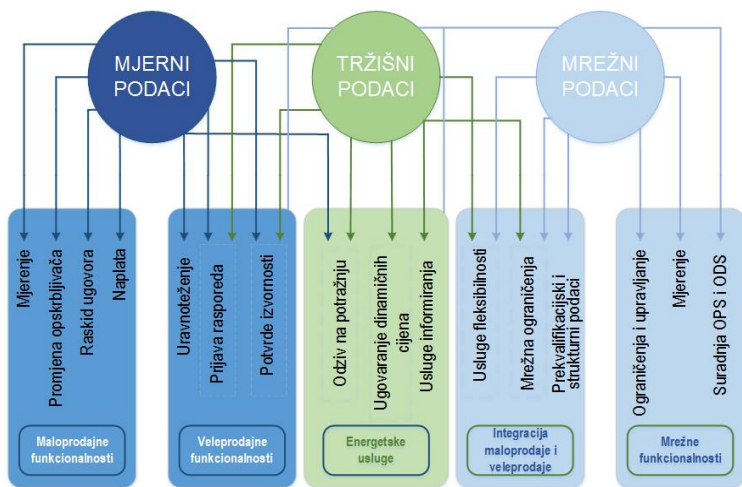 MJERNI
PODACI
TRŽIŠNI
PODACI
MREŽNI
PODACI
Mjerenje
Promjena opskrbljivača
Raskid ugovora
Naplata
Uravnoteženje
Prijava rasporeda
Potvrde izvornosti
Odziv na potražnju
Ugovaranje dinamičnih
cijena
Usluge informiranja
Usluge fleksibilnosti
Mrežna ograničenja
Prekvalifikacijski i
strukturni podaci
Ograničenja i upravljanje
Mjerenje
Suradnja OPS i ODS
Maloprodajne
funkcionalnosti
Veleprodajne
funkcionalnosti
Energetske
usluge
Integracija
maloprodaje i
veleprodaje
Mrežne
funkcionalnosti